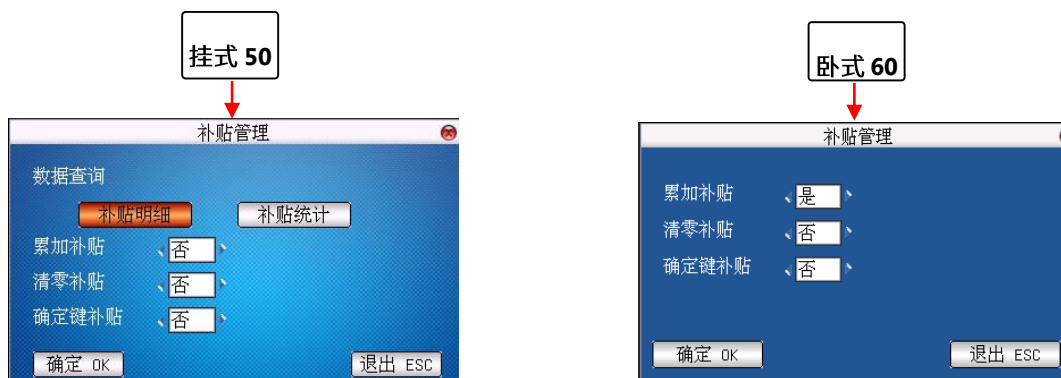 挂式 50
补贴管理
数据查询
补贴明细 补贴统计
累加补贴 否
清零补贴 否
确定键补贴 否
确定 OK 退出 ESC
卧式 60
补贴管理
累加补贴 是
清零补贴 否
确定键补贴 否
确定 OK 退出 ESC